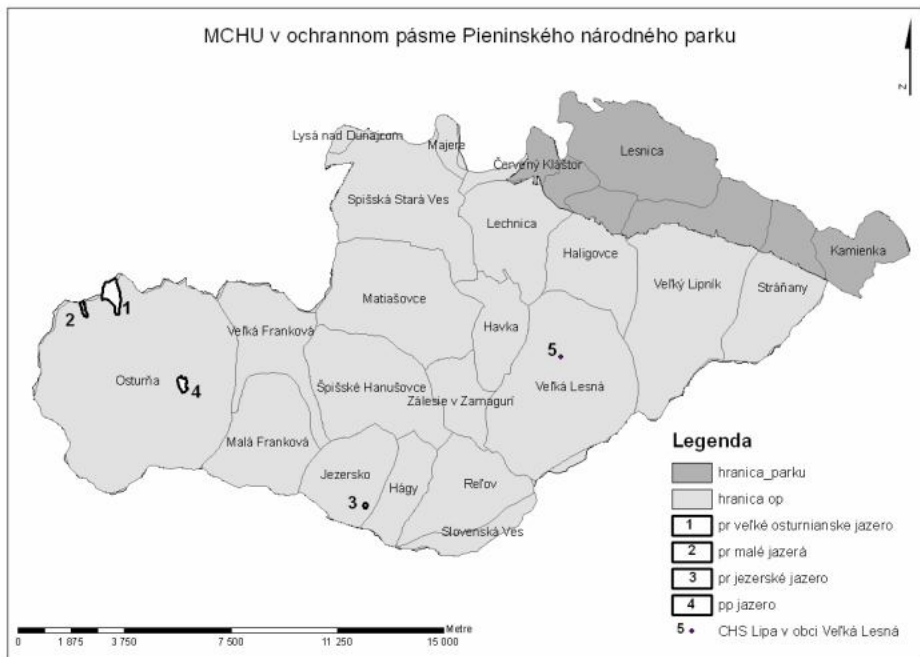 MCHU v ochrannom pásme Pieninského národného parku
z
Lysá nad Dunajcom
Majere
Červený Kláštor
Lesnica
Spišská Stará Ves
Lechnica
Haligovce
Kamienka
Veľký Lipník
Stráňany
Matiašovce
Havka
2
1
Veľká Franková
5
Osturňa
4
Špišské Hanušovce
Zálesie v Zamagurí
Veľká Lesná
Malá Franková
Jezersko
Hágy
Reľov
3
Slovenská Ves
Legenda
hranica_parku
hranica op
1 pr veľké osturnianske jazero
2 pr malé jazerá
3 pr jezerské jazero
4 pp jazero
5 CHS Lipa v obci Veľká Lesná
Metre
0 1 875 3 750 7 500 11 250 15 000